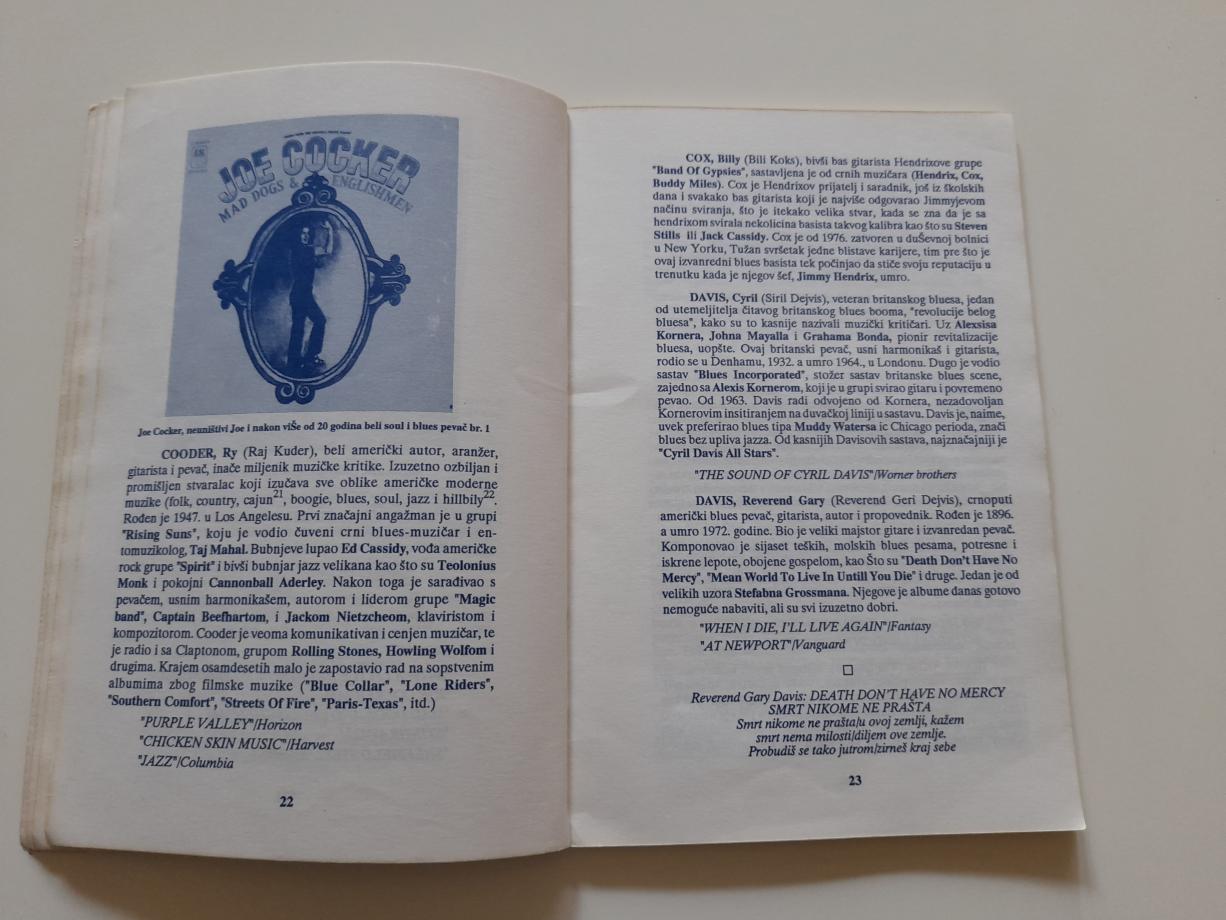 JOE COCKER
MAD DOGS & ENGLISHMEN
Joe Cocker, neuništivi Joe i nakon viŠe od 20 godina beli soul i blues pevač br. 1
COODER, Ry (Raj Kuder), beli američki autor, aranžer,
gitarista i pevač, inače miljenik muzičke kritike. Izuzetno ozbiljan i
promišljen stvaralac koji izučava sve oblike američke moderne
muzike (folk, country, cajun21, boogie, blues, soul, jazz i hillbily22.
Rođen je 1947. u Los Angelesu. Prvi značajni angažman je u grupi
"Rising Suns", koju je vodio čuveni crni blues-muzičar i en-
tomuzikolog, Taj Mahal. Bubnjeve lupao Ed Cassidy, vođa američke
rock grupe "Spirit" i bivši bubnjar jazz velikana kao što su Teolonius
Monk i pokojni Cannonball Aderley. Nakon toga je sarađivao s
pevačem, usnim harmonikašem, autorom i liderom grupe "Magic
band", Captain Beefhartom, i Jackom Nietzcheom, klaviristom i
kompozitorom. Cooder je veoma komunikativan i cenjen muzičar, te
je radio i sa Claptonom, grupom Rolling Stones, Howling Wolfom i
drugima. Krajem osamdesetih malo je zapostavio rad na sopstvenim
albumima zbog filmske muzike ("Blue Collar", "Lone Riders",
"Southern Comfort", "Streets Of Fire", "Paris-Texas", itd.)
"PURPLE VALLEY"/Horizon
"CHICKEN SKIN MUSIC"/Harvest
"JAZZ"/Columbia
22
COX, Billy (Bili Koks), bivši bas gitarista Hendrixove grupe
"Band Of Gypsies", sastavljena je od crnih muzičara (Hendrix, Cox,
Buddy Miles). Cox je Hendrixov prijatelj i saradnik, još iz školskih
dana i svakako bas gitarista koji je najviše odgovarao Jimmyjevom
načinu sviranja, što je itekako velika stvar, kada se zna da je sa
hendrixom svirala nekolicina basista takvog kalibra kao što su Steven
Stills ili Jack Cassidy. Cox je od 1976. zatvoren u duŠevnoj bolnici
u New Yorku, Tužan svršetak jedne blistave karijere, tim pre što je
ovaj izvanredni blues basista tek počinjao da stiče svoju reputaciju u
trenutku kada je njegov šef, Jimmy Hendrix, umro.
DAVIS, Cyril (Siril Dejvis), veteran britanskog bluesa, jedan
od utemeljitelja čitavog britanskog blues booma, "revolucije belog
bluesa", kako su to kasnije nazivali muzički kritičari. Uz Alexsisa
Kornera, Johna Mayalla i Grahama Bonda, pionir revitalizacije
bluesa, uopšte. Ovaj britanski pevač, usni harmonikaš i gitarista,
rodio se u Denhamu, 1932. a umro 1964., u Londonu. Dugo je vodio
sastav "Blues Incorporated", stožer sastav britanske blues scene,
zajedno sa Alexis Kornerom, koji je u grupi svirao gitaru i povremeno
pevao. Od 1963. Davis radi odvojeno od Kornera, nezadovoljan
Kornerovim insitiranjem na duvačkoj liniji u sastavu. Davis je, naime,
uvek preferirao blues tipa Muddy Watersa ic Chicago perioda, znači
blues bez upliva jazza. Od kasnijih Davisovih sastava, najznačajniji je
"Cyril Davis All Stars".
"THE SOUND OF CYRIL DAVIS"/Worner brothers
DAVIS, Reverend Gary (Reverend Geri Dejvis), crnoputi
američki blues pevač, gitarista, autor i propovednik. Rođen je 1896.
a umro 1972. godine. Bio je veliki majstor gitare i izvanredan pevač.
Komponovao je sijaset teških, molskih blues pesama, potresne i
iskrene lepote, obojene gospelom, kao Što su "Death Don't Have No
Mercy", "Mean World To Live In Untill You Die" i druge. Jedan je od
velikih uzora Stefabna Grossmana. Njegove je albume danas gotovo
nemoguće nabaviti, ali su svi izuzetno dobri.
"WHEN I DIE, I'LL LIVE AGAIN"/Fantasy
"AT NEWPORT"/Vanguard
Reverend Gary Davis: DEATH DON'T HAVE NO MERCY
SMRT NIKOME NE PRAŠTA
Smrt nikome ne prašta/u ovoj zemlji, kažem
smrt nema milosti/diljem ove zemlje.
Probudiš se tako jutrom/zirneš kraj sebe
23